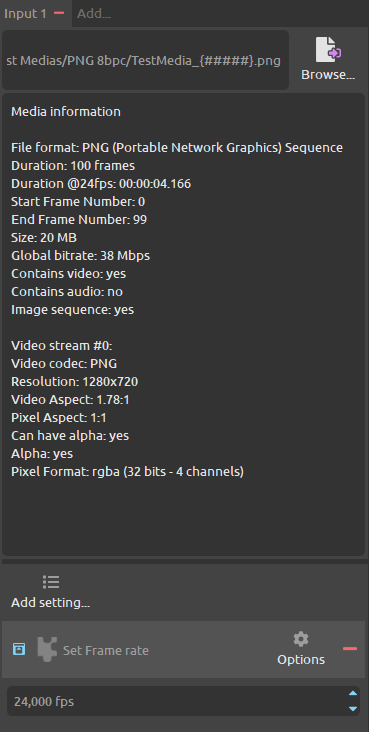 Input 1
Add...
st Medias/PNG 8bpc/TestMedia_{#####}.png
Browse...
Media information
File format: PNG (Portable Network Graphics) Sequence
Duration: 100 frames
Duration @24fps: 00:00:04.166
Start Frame Number: 0
End Frame Number: 99
Size: 20 MB
Global bitrate: 38 Mbps
Contains video: yes
Contains audio: no
Image sequence: yes
Video stream #0:
Video codec: PNG
Resolution: 1280x720
Video Aspect: 1.78:1
Pixel Aspect: 1:1
Can have alpha: yes
Alpha: yes
Pixel Format: rgba (32 bits - 4 channels)
Add setting...
Set Frame rate
Options
24,000 fps